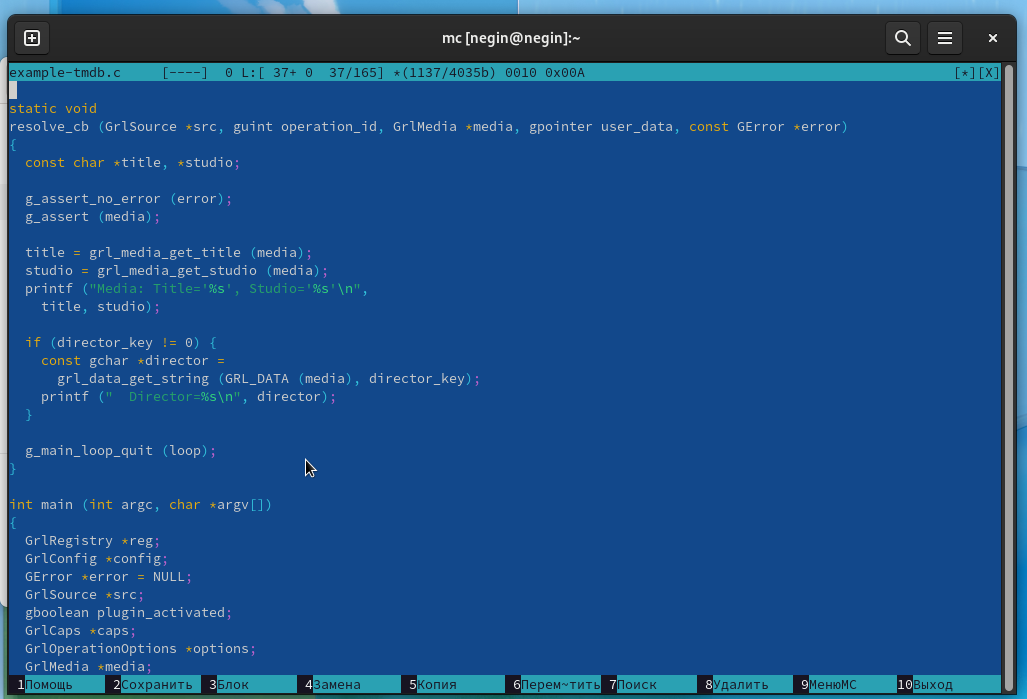 mc [negin@negin]:~
example-tmdb.c     [----]  0 L:[ 37+ 0  37/165] *(1137/4035b) 0010 0x00A     [*][X]
static void
resolve_cb (GrlSource *src, guint operation_id, GrlMedia *media, gpointer user_data, const GError *error)
{
  const char *title, *studio;
  g_assert_no_error (error);
  g_assert (media);
  title = grl_media_get_title (media);
  studio = grl_media_get_studio (media);
  printf ("Media: Title='%s', Studio='%s'\n",
    title, studio);
  if (director_key != 0) {
    const gchar *director =
      grl_data_get_string (GRL_DATA (media), director_key);
    printf ("  Director=%s\n", director);
  }
  g_main_loop_quit (loop);
}
int main (int argc, char *argv[])
{
  GrlRegistry *reg;
  GrlConfig *config;
  GError *error = NULL;
  GrlSource *src;
  gboolean plugin_activated;
  GrlCaps *caps;
  GrlOperationOptions *options;
  GrlMedia *media;
1Помощь 2Сохранить 3Блок 4Замена 5Копия 6Перем~тить 7Поиск 8Удалить 9МенюМС 10Выход